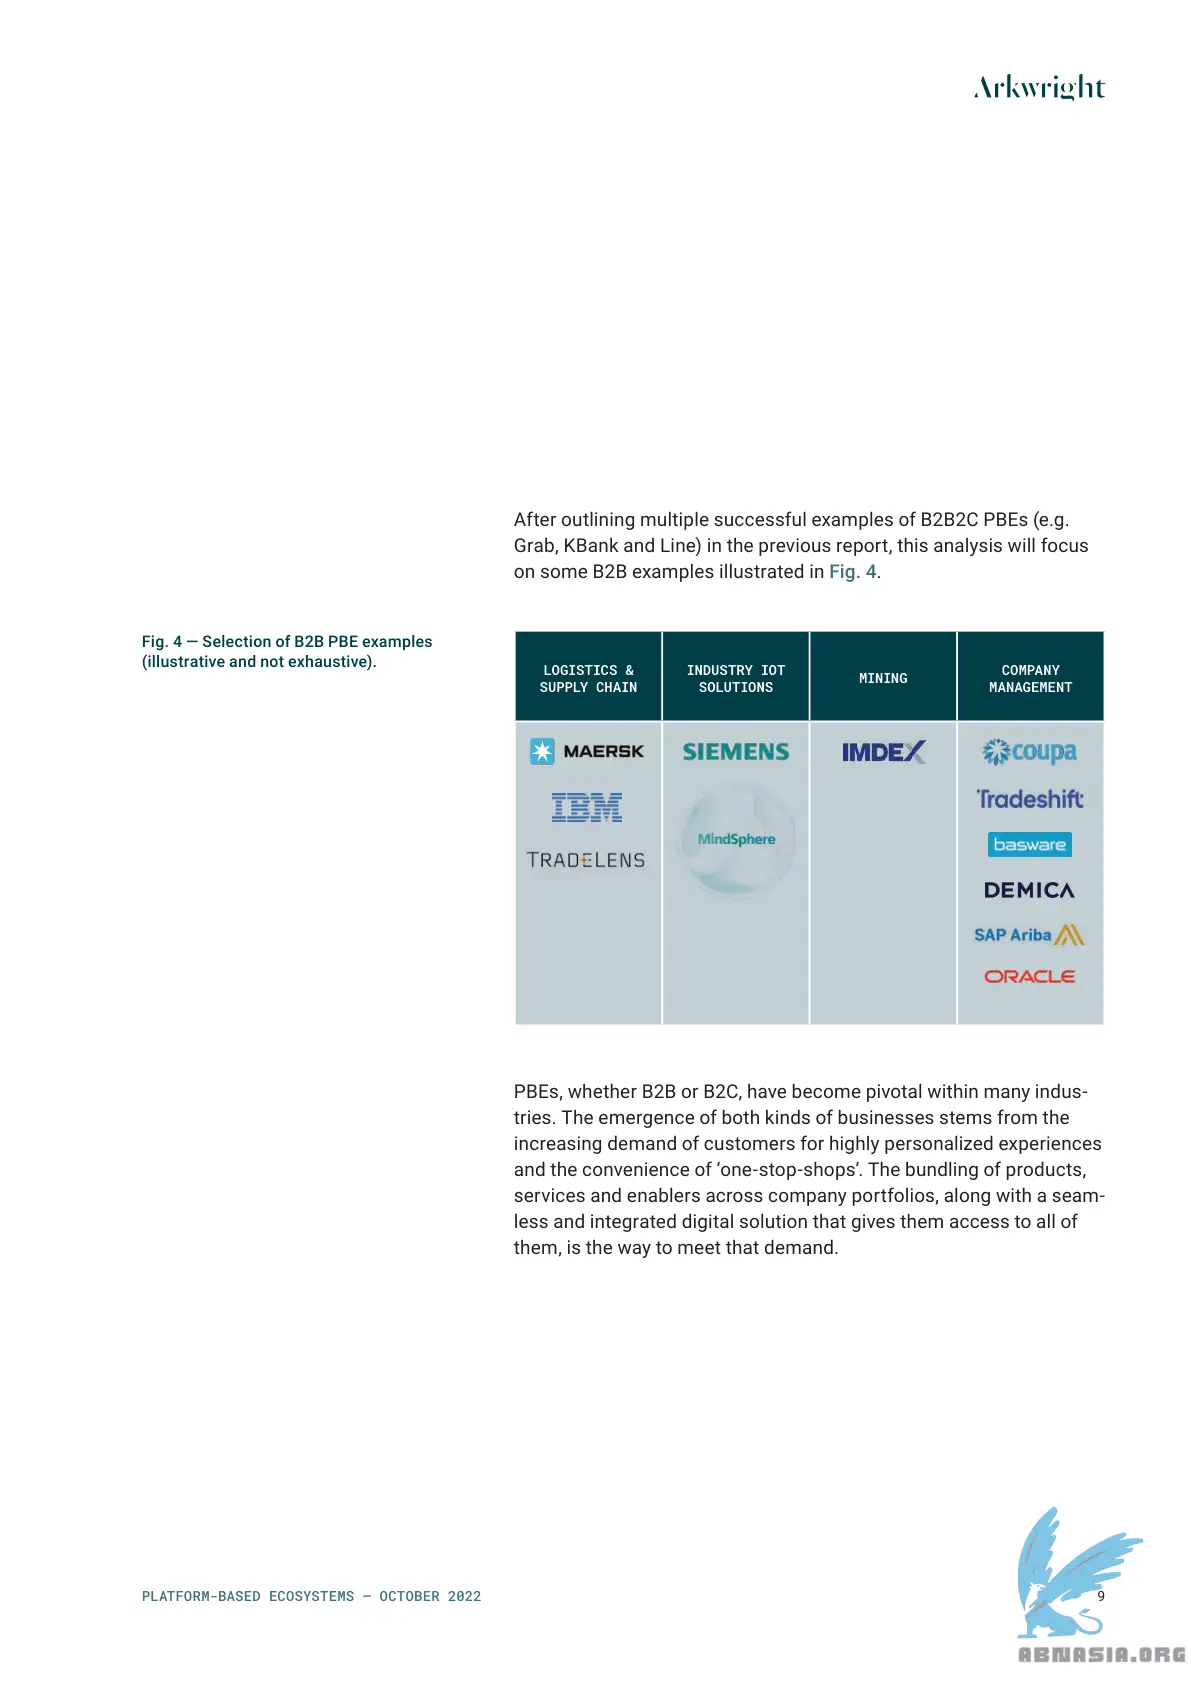 Arkwright
After outlining multiple successful examples of B2B2C PBEs (e.g.
Grab, KBank and Line) in the previous report, this analysis will focus
on some B2B examples illustrated in Fig. 4.
Fig. 4 — Selection of B2B PBE examples
(illustrative and not exhaustive).
LOGISTICS &
SUPPLY CHAIN
INDUSTRY IOT
SOLUTIONS
MINING
COMPANY
MANAGEMENT
MAERSK
IBM
TRADELENS
SIEMENS
MindSphere
IMDEX
coupa
Tradeshift
basware
DEMICA
SAP Ariba
ORACLE
PBEs, whether B2B or B2C, have become pivotal within many indus-
tries. The emergence of both kinds of businesses stems from the
increasing demand of customers for highly personalized experiences
and the convenience of ‘one-stop-shops’. The bundling of products,
services and enablers across company portfolios, along with a seam-
less and integrated digital solution that gives them access to all of
them, is the way to meet that demand.
PLATFORM-BASED ECOSYSTEMS — OCTOBER 2022
9
ABNASIA.ORG